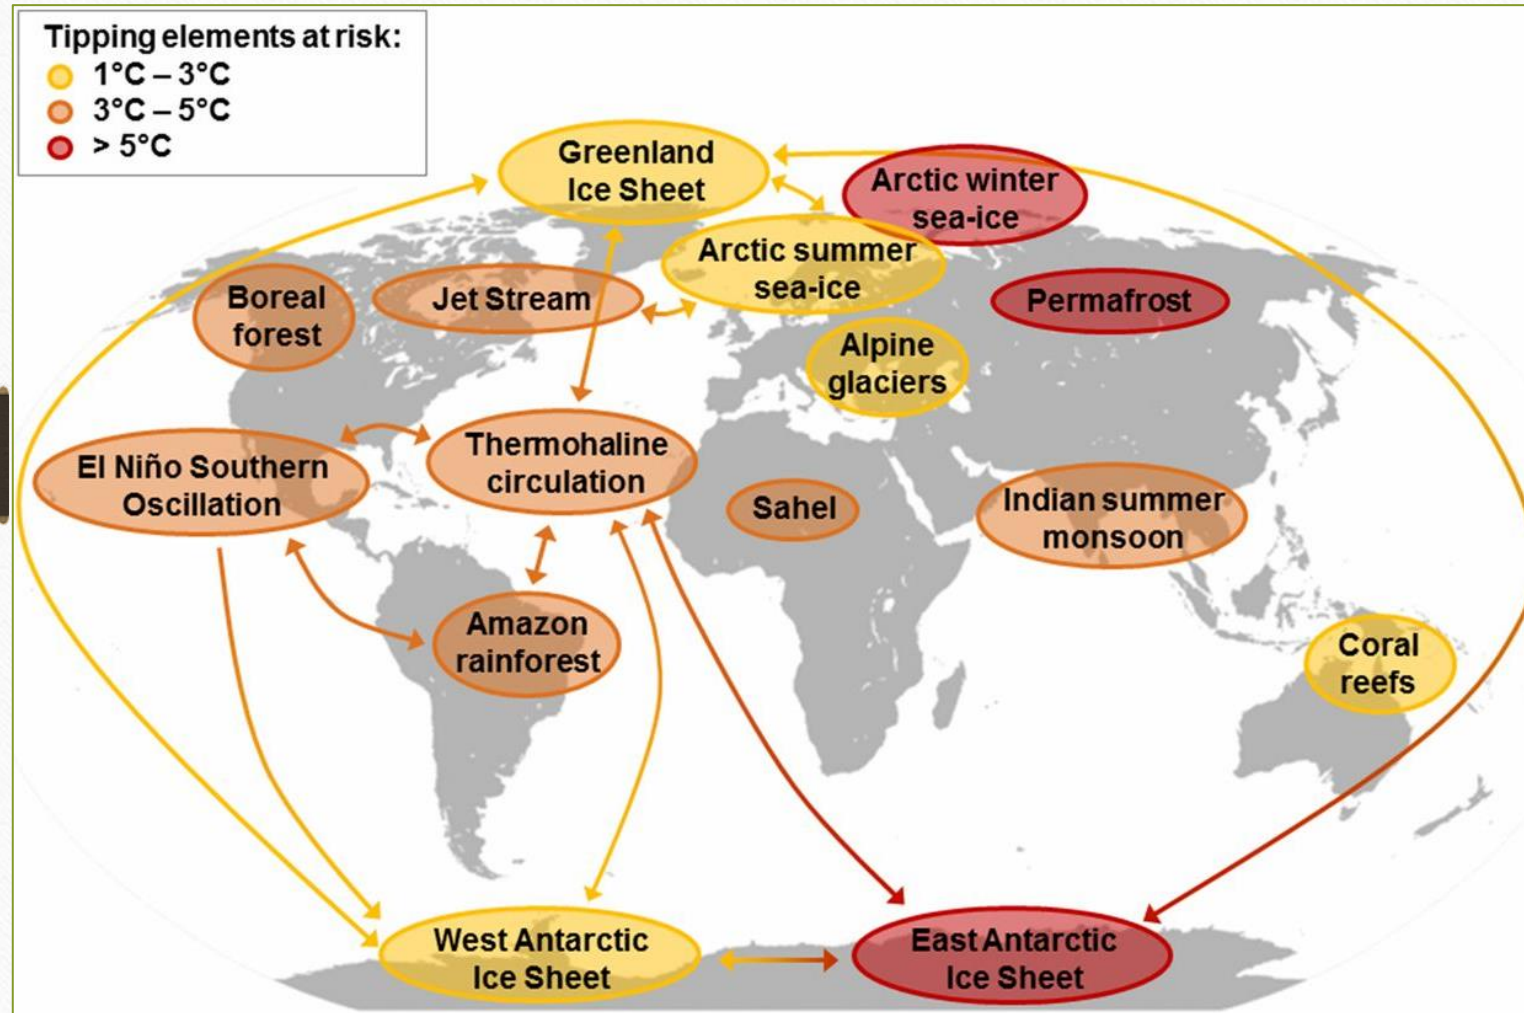 Tipping elements at risk:
1°C – 3°C
3°C – 5°C
> 5°C
Greenland
Ice Sheet
Arctic winter
sea-ice
Arctic summer
sea-ice
Boreal
forest
Jet Stream
Permafrost
Alpine
glaciers
El Niño Southern
Oscillation
Thermohaline
circulation
Sahel
Indian summer
monsoon
Amazon
rainforest
Coral
reefs
West Antarctic
Ice Sheet
East Antarctic
Ice Sheet